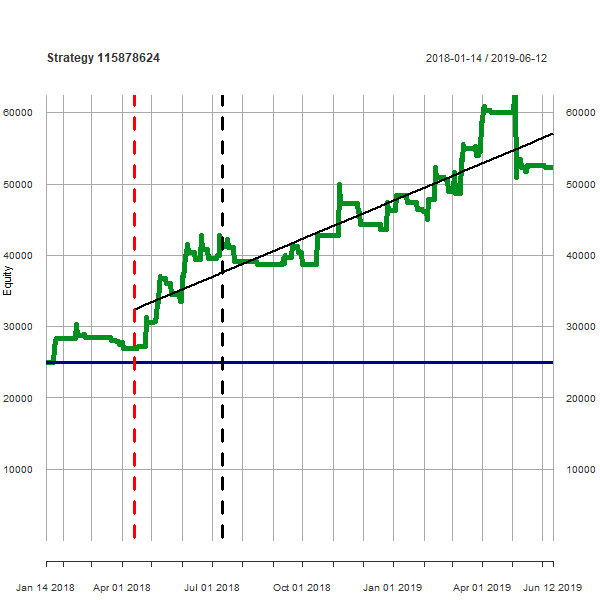 Strategy 115878624
2018-01-14 / 2019-06-12
60000
60000
50000
50000
40000
40000
Equity
30000
30000
20000
20000
10000
10000
Jan 14 2018
Apr 01 2018
Jul 01 2018
Oct 01 2018
Jan 01 2019
Apr 01 2019
Jun 12 2019